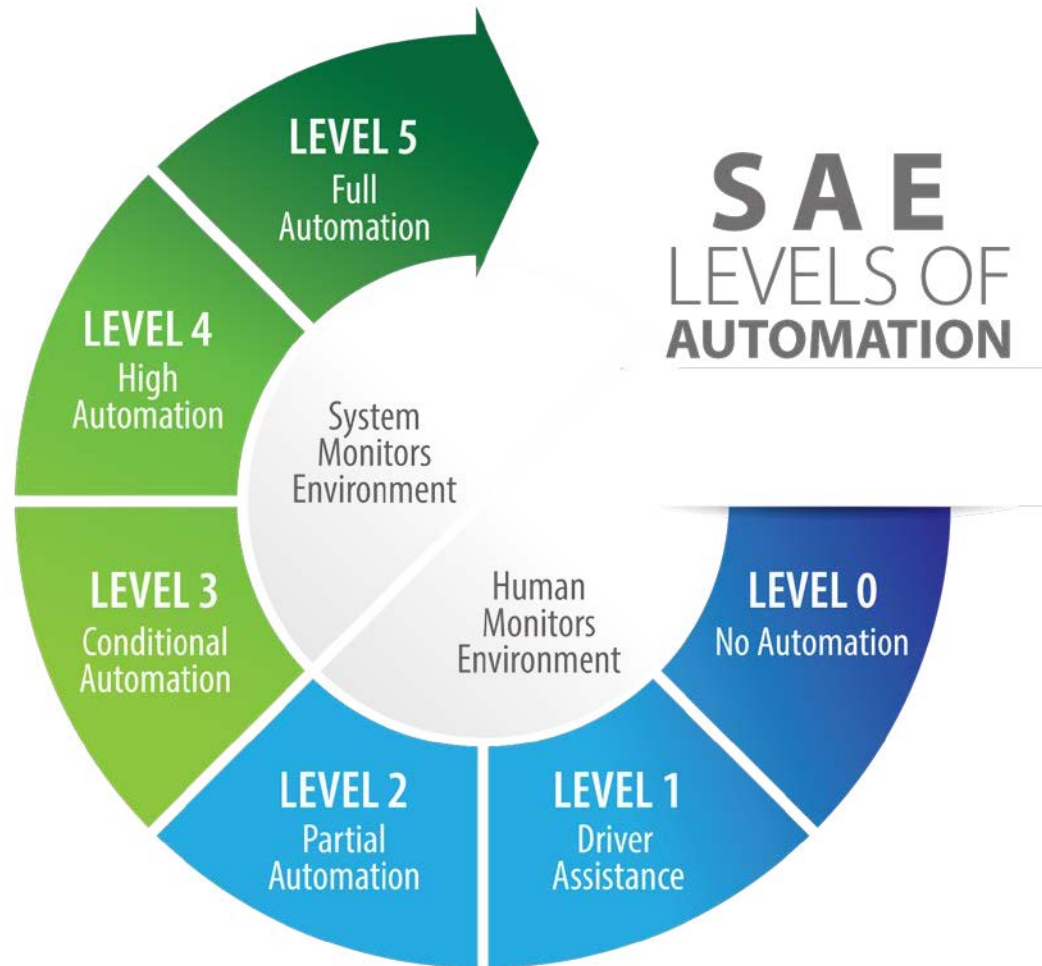 SAE
LEVELS OF
AUTOMATION
LEVEL 5
Full
Automation
LEVEL 4
High
Automation
System
Monitors
Environment
LEVEL 3
Conditional
Automation
Human
Monitors
Environment
LEVEL 0
No Automation
LEVEL 2
Partial
Automation
LEVEL 1
Driver
Assistance